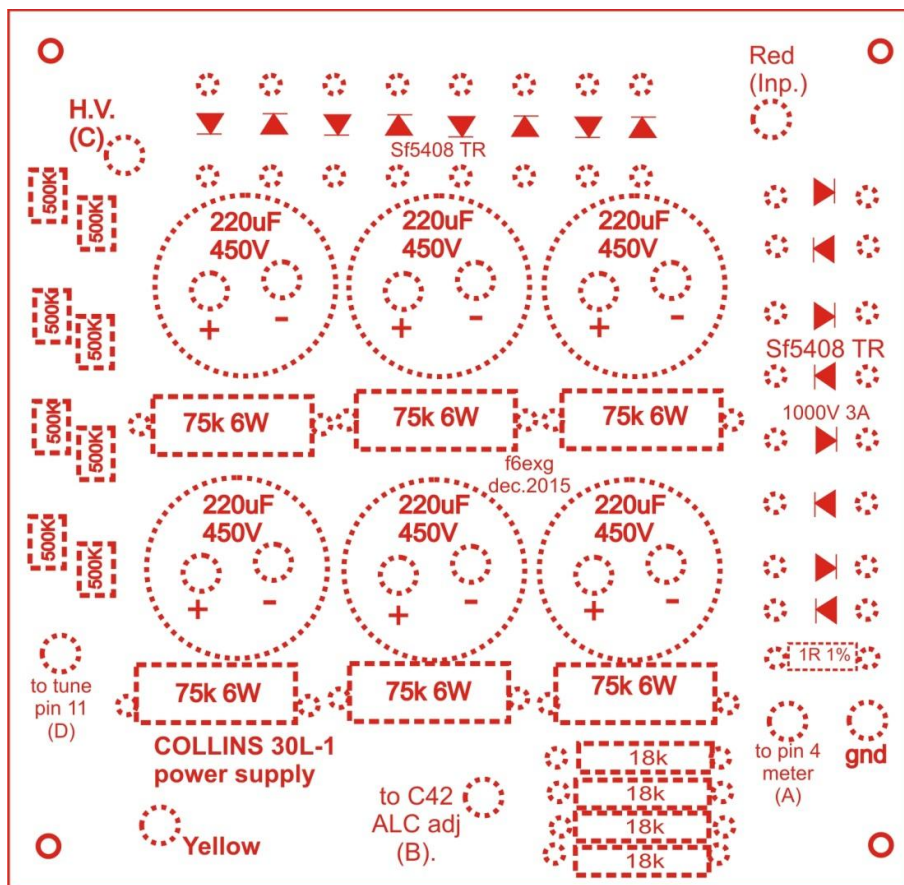 Red
(Inp.)
H.V.
(C)
Sf5408 TR
500K
500K
220uF
450V
+
-
220uF
450V
+
-
220uF
450V
+
-
500K
500K
Sf5408 TR
1000V 3A
75k 6W
75k 6W
75k 6W
500K
500K
f6exg
dec.2015
220uF
450V
+
-
220uF
450V
+
-
220uF
450V
+
-
500K
500K
1R 1%
to tune
pin 11
(D)
75k 6W
75k 6W
75k 6W
to pin 4
meter
(A)
gnd
COLLINS 30L-1
power supply
18k
18k
18k
18k
to C42
ALC adj
(B).
Yellow